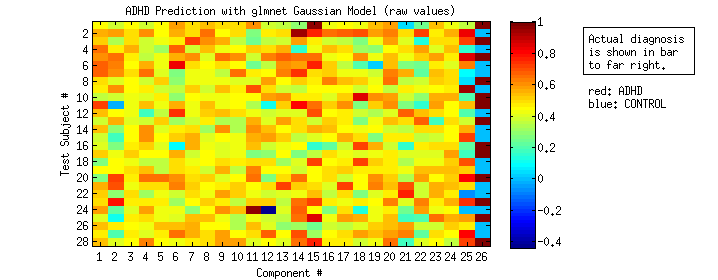 ADHD Prediction with glmnet Gaussian Model (raw values)
Test Subject #
2
4
6
8
10
12
14
16
18
20
22
24
26
28
1 2 3 4 5 6 7 8 9 10 11 12 13 14 15 16 17 18 19 20 21 22 23 24 25 26
Component #
1
0.8
0.6
0.4
0.2
0
-0.2
-0.4
Actual diagnosis
is shown in bar
to far right.
red: ADHD
blue: CONTROL